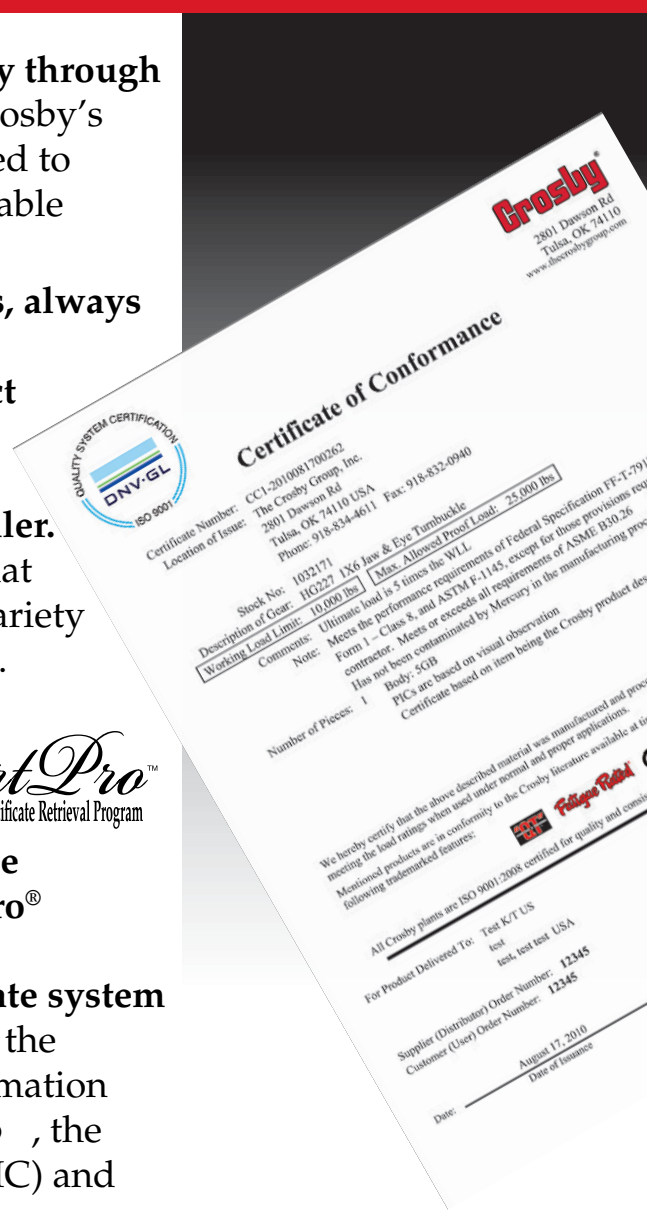 y through
osby's
ed to
able
s, always
ct
ler.
at
ariety
.
rtPro™
ificate Retrieval Program
e
ro®
ate system
the
mation
, the
IC) and
Crosby®
2801 Dawson Rd
Tulsa, OK 74110
www.thecrosbygroup.com
QUALITY SYSTEM CERTIFICATION
DNV·GL
ISO 9001
Certificate of Conformance
Certificate Number: CC1-2010081700262
Location of Issue: The Crosby Group, Inc.
2801 Dawson Rd
Tulsa, OK 74110 USA
Phone: 918-834-4611 Fax: 918-832-0940
Stock No: 1032171
Description of Gear: HG227 1X6 Jaw & Eye Turnbuckle
Working Load Limit: 10,000 lbs Max. Allowed Proof Load: 25,000 lbs
Comments: Ultimate load is 5 times the WLL
Note: Meets the performance requirements of Federal Specification FF-T-791
Form 1 – Class 8, and ASTM F-1145, except for those provisions req
contractor. Meets or exceeds all requirements of ASME B30.26
Has not been contaminated by Mercury in the manufacturing proc
Number of Pieces: 1 Body: 5GB
PICs are based on visual observation
Certificate based on item being the Crosby product des
We hereby certify that the above described material was manufactured and proce
meeting the load ratings when used under normal and proper applications.
Mentioned products are in conformity to the Crosby literature available at ti
following trademarked features:
QT Fatigue Rated
All Crosby plants are ISO 9001:2008 certified for quality and consis
For Product Delivered To: Test K/T US
test
test, test test USA
Supplier (Distributor) Order Number: 12345
Customer (User) Order Number: 12345
Date: August 17, 2010
Date of Issuance